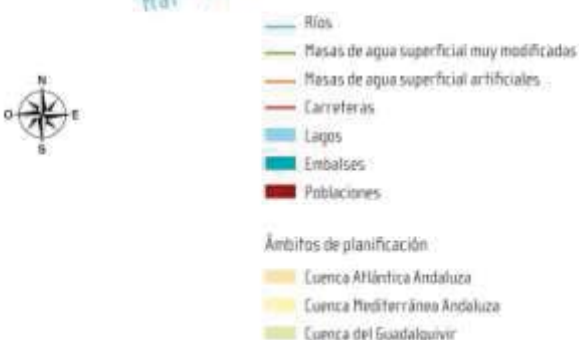 Mar
Ríos
Masas de agua superficial muy modificadas
Masas de agua superficial artificiales
Carreteras
Lagos
Embalses
Poblaciones
N
O E
S
Ámbitos de planificación
Cuenca Atlántica Andaluza
Cuenca Mediterránea Andaluza
Cuenca del Guadalquivir